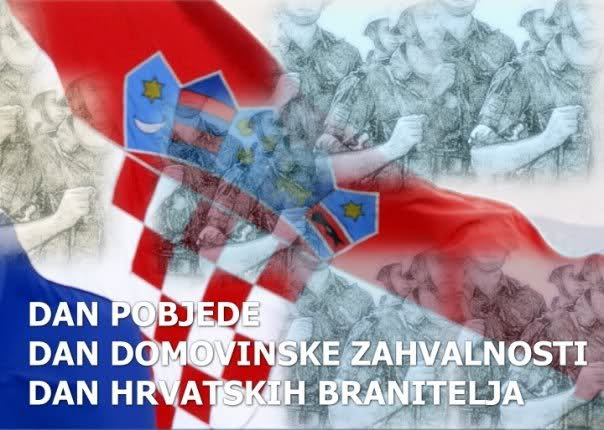 DAN POBJEDE
DAN DOMOVINSKE ZAHVALNOSTI
DAN HRVATSKIH BRANITELJA